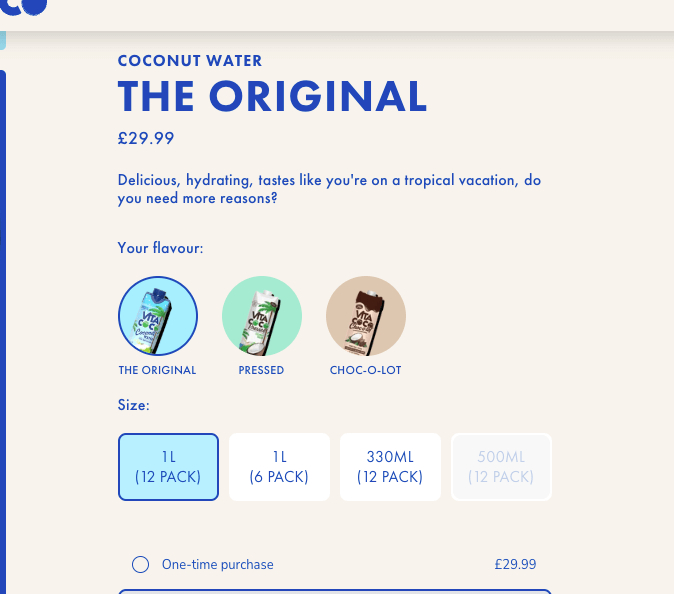 CO
COCONUT WATER
THE ORIGINAL
£29.99
Delicious, hydrating, tastes like you're on a tropical vacation, do
you need more reasons?
Your flavour:
VITA
COCO
Coconut
VITA
COCO
Pressed
VITA
COCO
THE ORIGINAL
PRESSED
CHOC-O-LOT
Size:
1L
(12 PACK)
1L
(6 PACK)
330ML
(12 PACK)
500ML
(12 PACK)
One-time purchase
£29.99